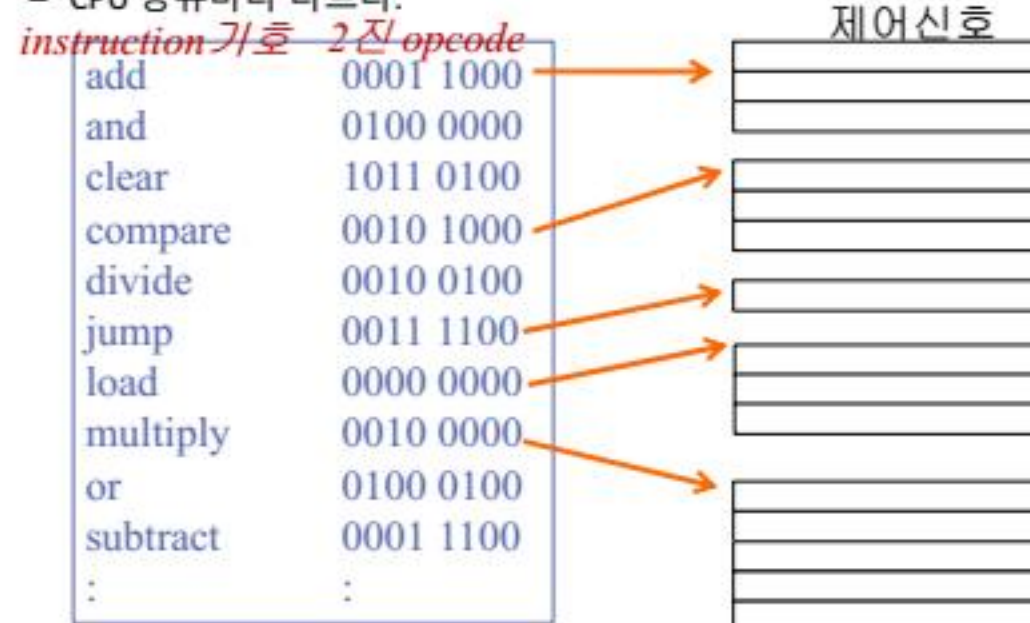 제어신호
instruction기호 2진 opcode
add 0001 1000
and 0100 0000
clear 1011 0100
compare 0010 1000
divide 0010 0100
jump 0011 1100
load 0000 0000
multiply 0010 0000
or 0100 0100
subtract 0001 1100
: :